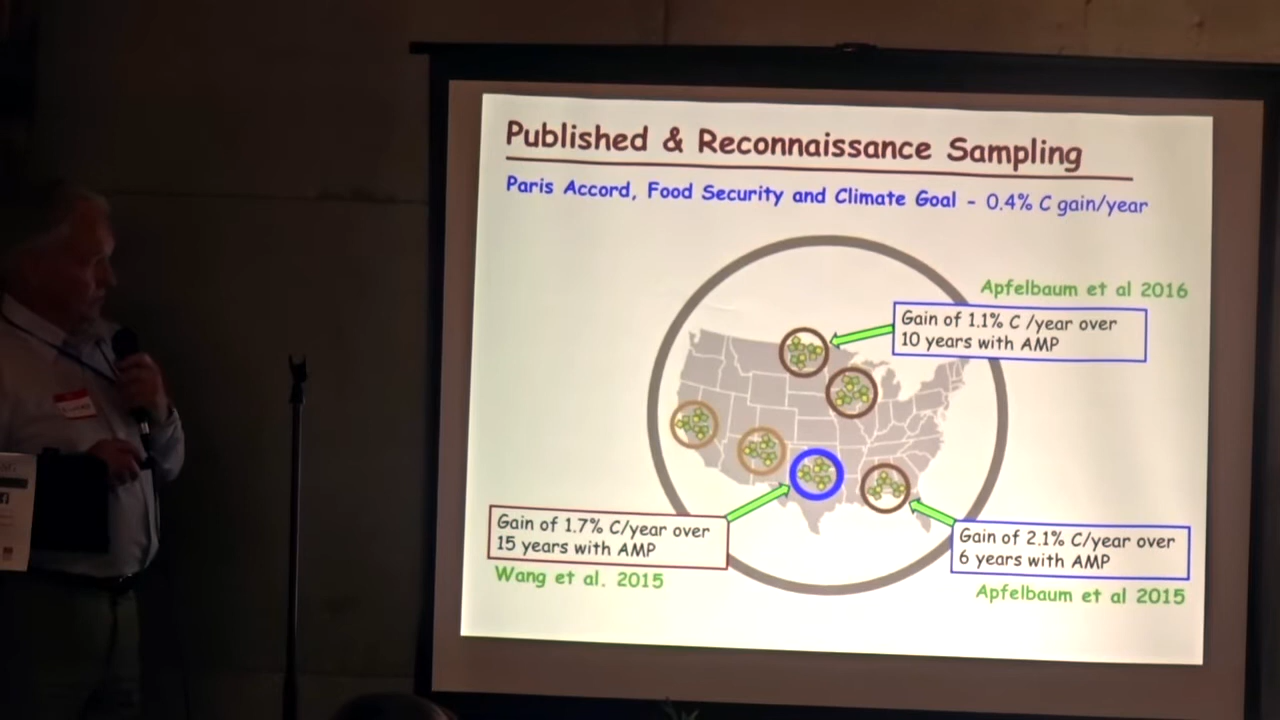 Published & Reconnaissance Sampling
Paris Accord, Food Security and Climate Goal - 0.4% C gain/year
Apfelbaum et al 2016
Gain of 1.1% C /year over
10 years with AMP
Gain of 1.7% C/year over
15 years with AMP
Wang et al. 2015
Gain of 2.1% C/year over
6 years with AMP
Apfelbaum et al 2015